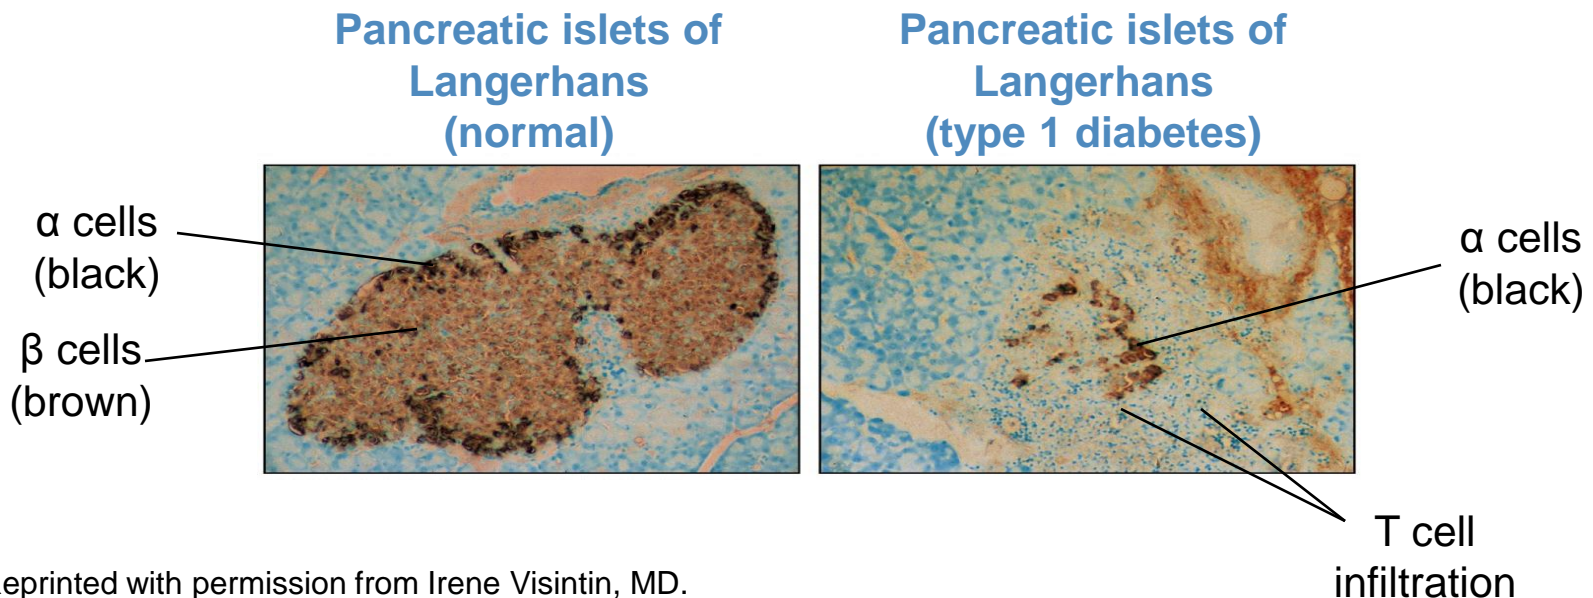 Pancreatic islets of
Langerhans
(normal)
Pancreatic islets of
Langerhans
(type 1 diabetes)
α cells
(black)
β cells
(brown)
α cells
(black)
T cell
infiltration
eprinted with permission from Irene Visintin, MD.